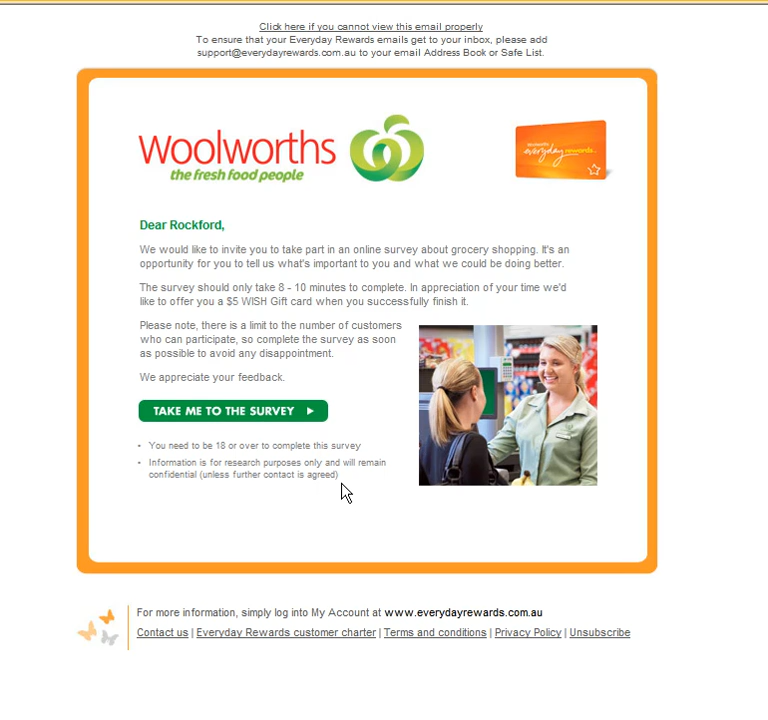 Click here if you cannot view this email properly
To ensure that your Everyday Rewards emails get to your inbox, please add
support@everydayrewards.com.au to your email Address Book or Safe List.
Woolworths
the fresh food people
Woolworths
everyday rewards
Dear Rockford,
We would like to invite you to take part in an online survey about grocery shopping. It's an
opportunity for you to tell us what's important to you and what we could be doing better.
The survey should only take 8 - 10 minutes to complete. In appreciation of your time we'd
like to offer you a $5 WISH Gift card when you successfully finish it.
Please note, there is a limit to the number of customers
who can participate, so complete the survey as soon
as possible to avoid any disappointment.
We appreciate your feedback.
TAKE ME TO THE SURVEY
• You need to be 18 or over to complete this survey
• Information is for research purposes only and will remain
confidential (unless further contact is agreed)
For more information, simply log into My Account at www.everydayrewards.com.au
Contact us | Everyday Rewards customer charter | Terms and conditions | Privacy Policy | Unsubscribe